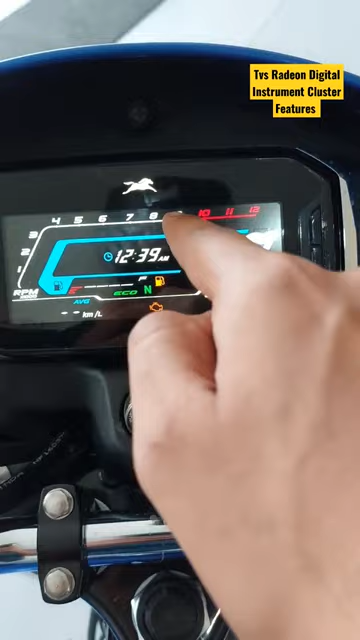 Tvs Radeon Digital
Instrument Cluster
Features
4 5 6 7 8 10 11 12
3
2
1
12:39 AM
RPM
ECO N
AVG
-- km/L